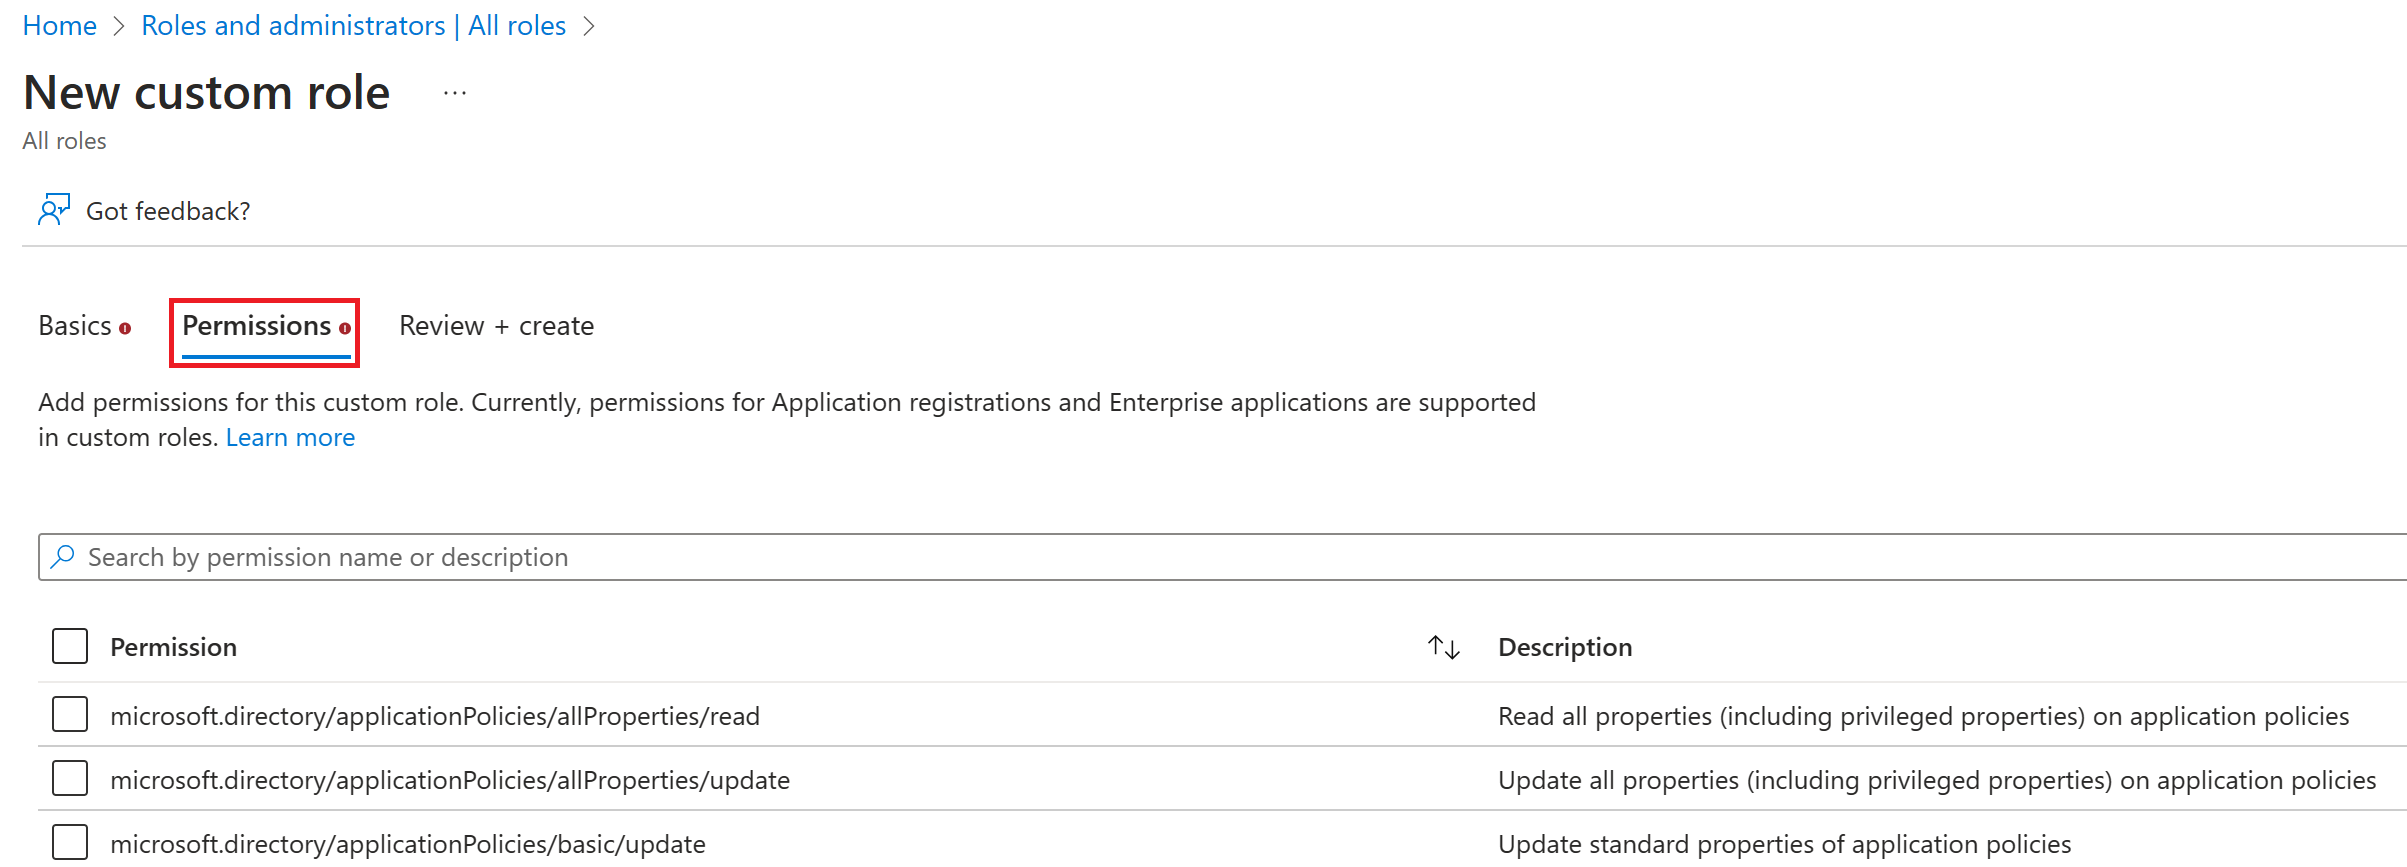 Home > Roles and administrators | All roles >
New custom role ...
All roles
Got feedback?
Basics Permissions Review + create
Add permissions for this custom role. Currently, permissions for Application registrations and Enterprise applications are supported
in custom roles. Learn more
Search by permission name or description
Permission Description
microsoft.directory/applicationPolicies/allProperties/read Read all properties (including privileged properties) on application policies
microsoft.directory/applicationPolicies/allProperties/update Update all properties (including privileged properties) on application policies
microsoft.directory/applicationPolicies/basic/update Update standard properties of application policies